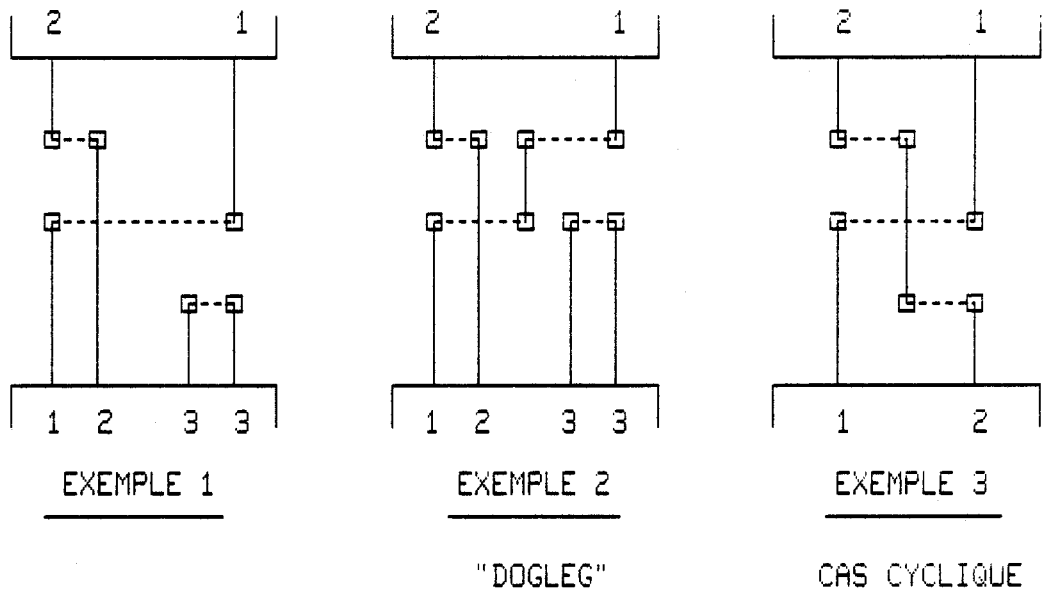 2 1 2 1 2 1
1 2 3 3 1 2 3 3 1 2
EXEMPLE 1 EXEMPLE 2 EXEMPLE 3
"DOGLEG" CAS CYCLIQUE